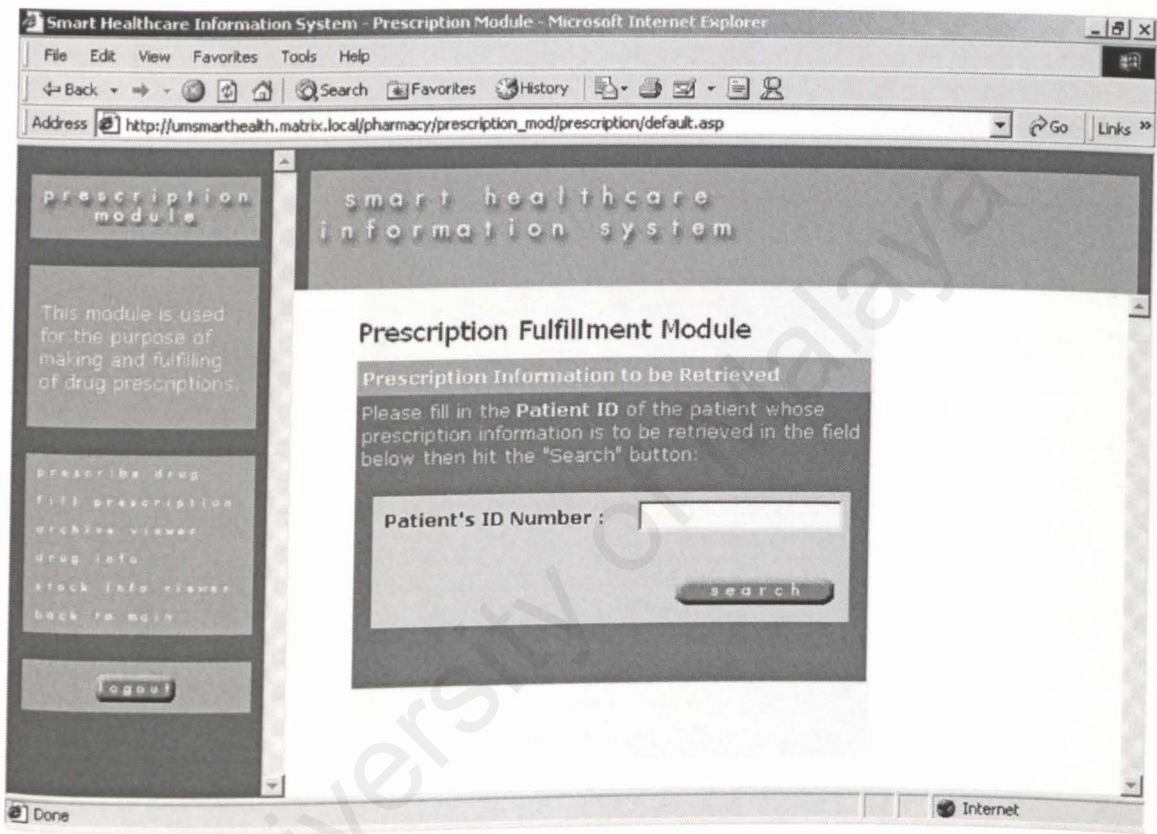 Smart Healthcare Information System - Prescription Module - Microsoft Internet Explorer
File Edit View Favorites Tools Help
Back Search Favorites History
Address http://umsmarthealth.matrix.local/pharmacy/prescription_mod/prescription/default.asp Go Links »
prescription
module
This module is used
for the purpose of
making and fulfilling
of drug prescriptions.
prescribe drug
fill prescription
archive viewer
drug info
stock info viewer
back to main
logout
smart healthcare
information system
Prescription Fulfillment Module
Prescription Information to be Retrieved
Please fill in the Patient ID of the patient whose
prescription information is to be retrieved in the field
below then hit the "Search" button:
Patient's ID Number :
search
Done Internet
University of Malaya